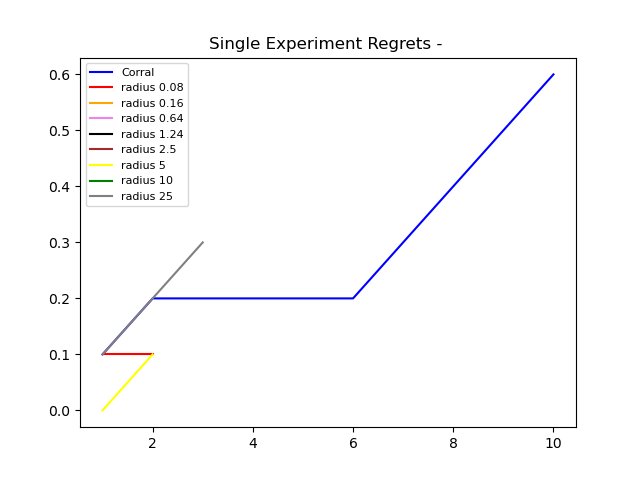 Single Experiment Regrets -
0.6
0.5
0.4
0.3
0.2
0.1
0.0
Corral
radius 0.08
radius 0.16
radius 0.64
radius 1.24
radius 2.5
radius 5
radius 10
radius 25
2 4 6 8 10